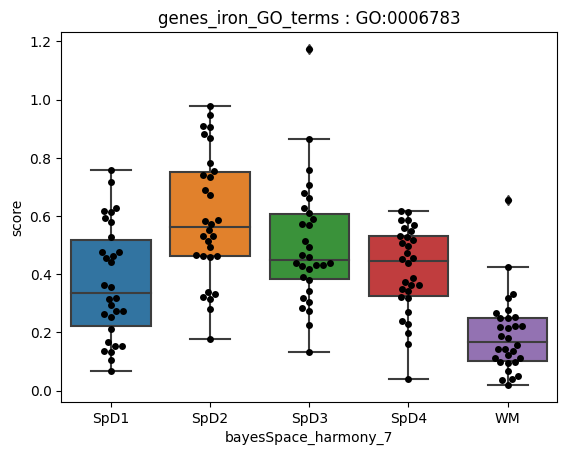 genes_iron_GO_terms : GO:0006783
1.2
1.0
0.8
0.6
0.4
0.2
0.0
score
SpD1 SpD2 SpD3 SpD4 WM
bayesSpace_harmony_7